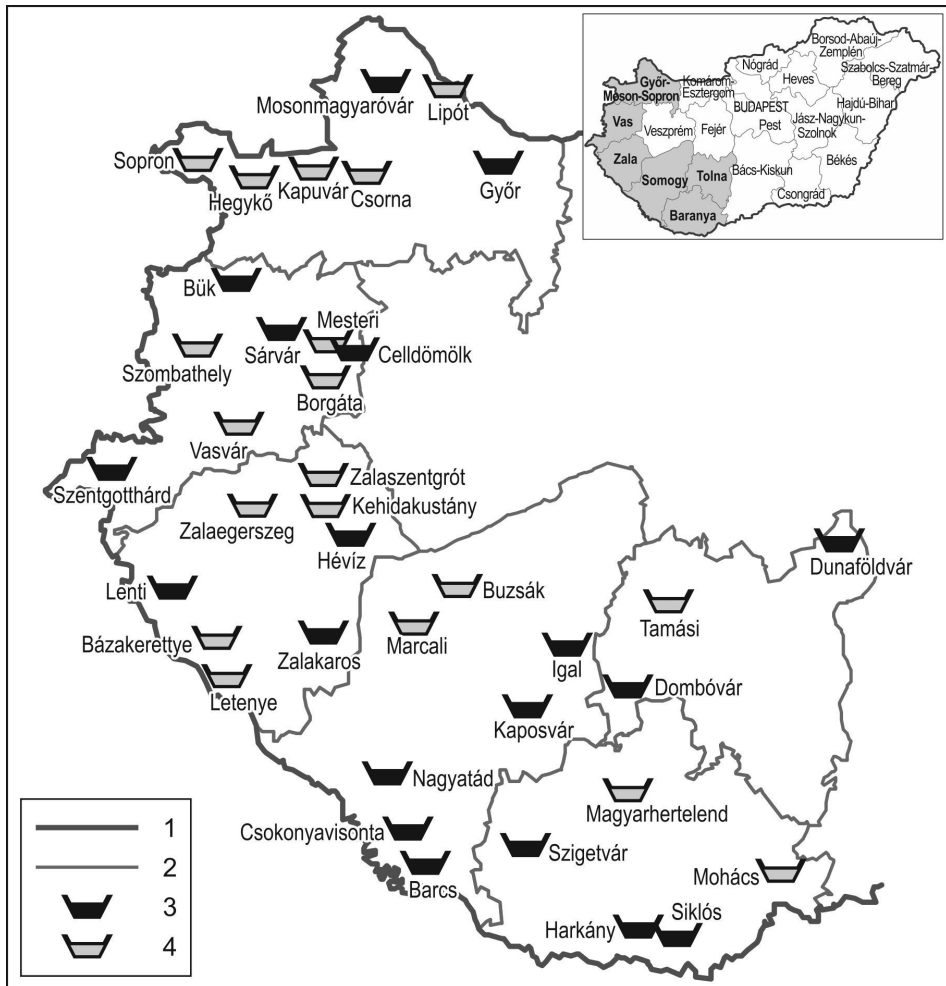 Mosonmagyaróvár
Lipót
Sopron
Hegykő
Kapuvár
Csorna
Győr
Borsod-Abaúj-
Zemplén
Szabolcs-Szatmár-
Bereg
Nógrád
Heves
Komárom-
Esztergom
Győr-
Moson-Sopron
Hajdú-Bihar
BUDAPEST
Pest
Jász-Nagykun-
Szolnok
Vas
Veszprém
Fejér
Zala
Somogy
Tolna
Bács-Kiskun
Békés
Csongrád
Baranya
Bük
Mesteri
Sárvár
Celldömölk
Szombathely
Borgáta
Vasvár
Szentgotthárd
Zalaszentgrót
Kehidakustány
Zalaegerszeg
Hévíz
Dunaföldvár
Lenti
Buzsák
Tamási
Bázakerettye
Zalakaros
Marcali
Igal
Letenye
Dombóvár
Kaposvár
Nagyatád
Magyarhertelend
Csokonyavisonta
Szigetvár
Barcs
Mohács
Harkány
Siklós
1
2
3
4